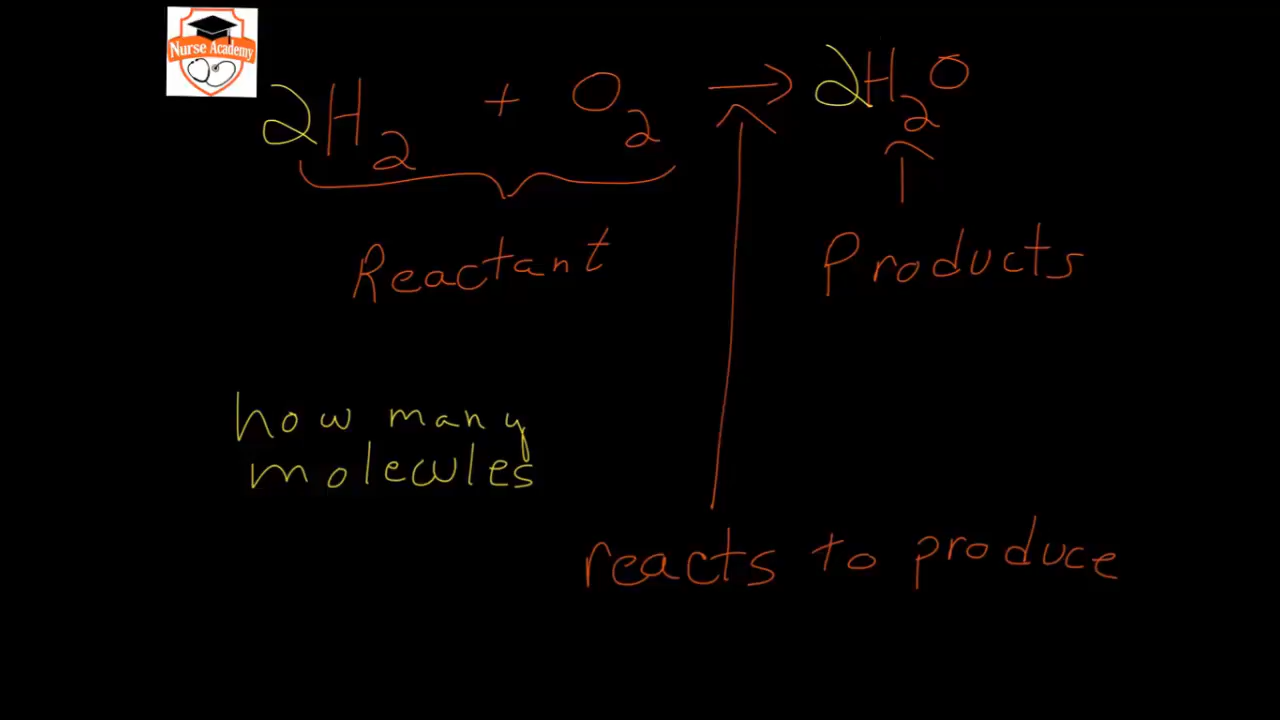 Nurse Academy
2H2 + O2 → 2H2O
Reactant
Products
how many
molecules
reacts to produce